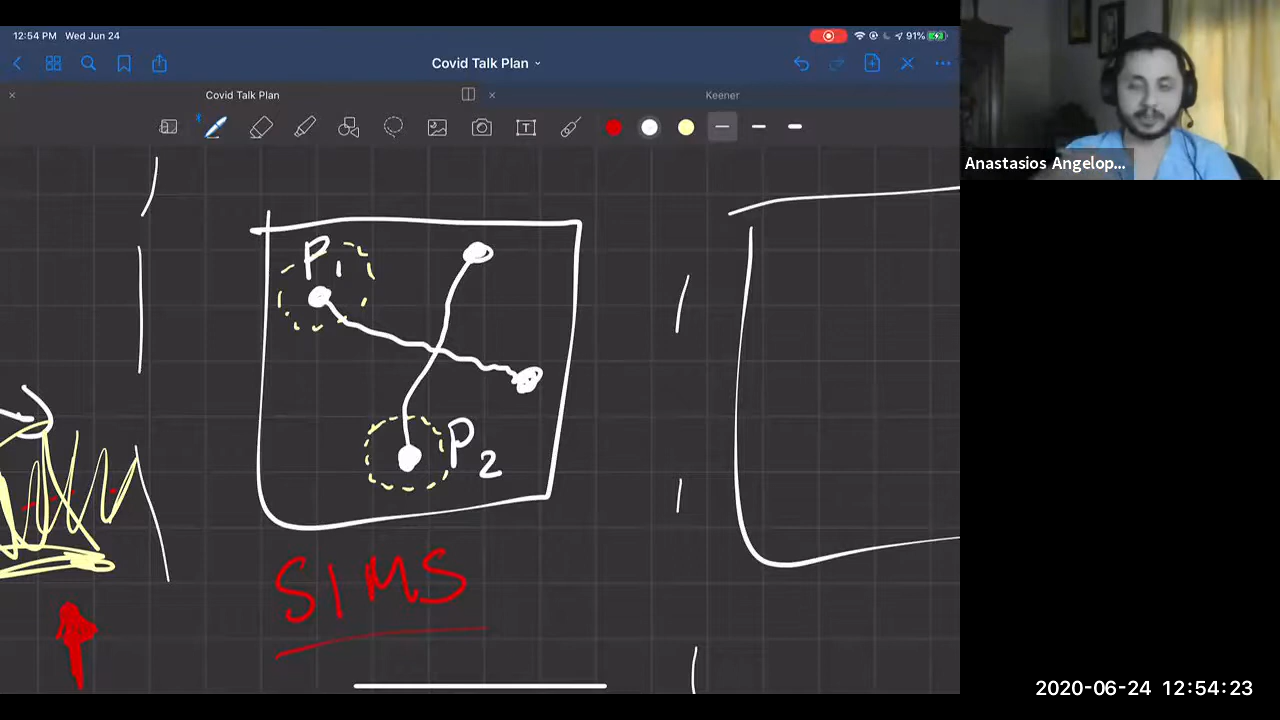 12:54 PM Wed Jun 24
91%
Covid Talk Plan
Covid Talk Plan
Keener
T
Anastasios Angelop...
P1
P2
SIMS
2020-06-24 12:54:23